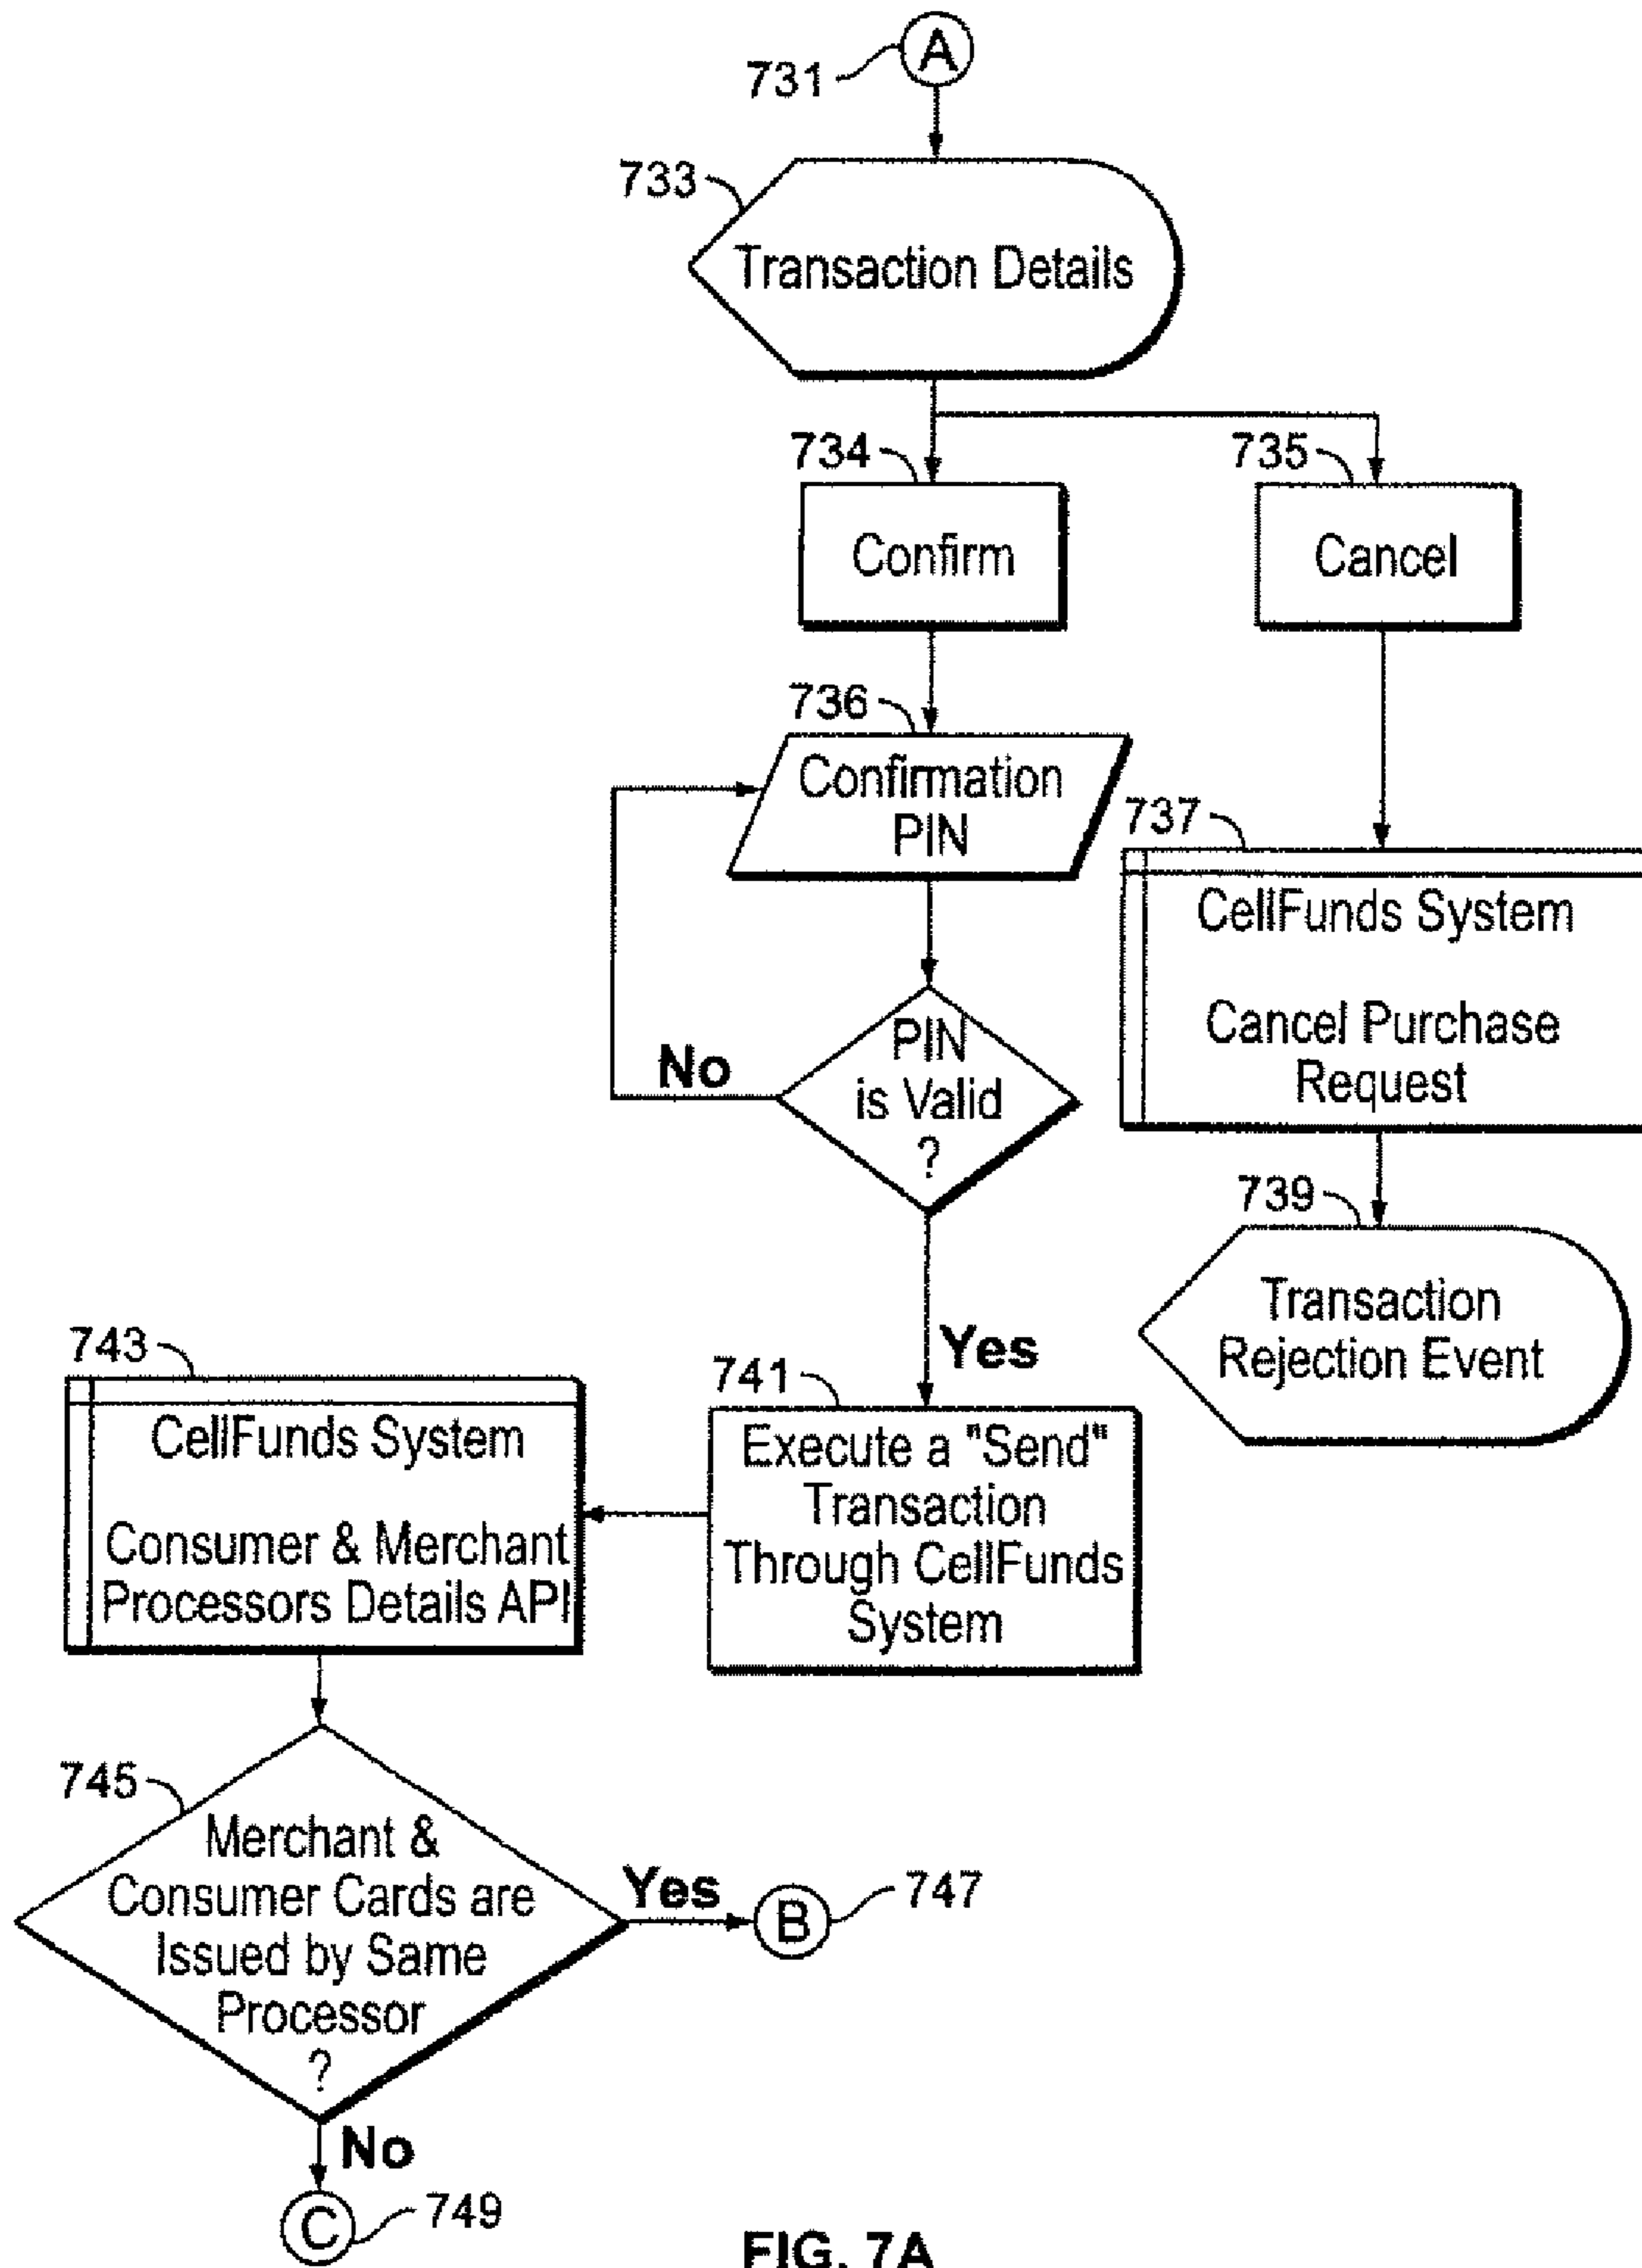 A
731
733
Transaction Details
734
735
Confirm
Cancel
736
Confirmation
PIN
737
CellFunds System
Cancel Purchase
Request
PIN
is Valid
?
No
739
Transaction
Rejection Event
Yes
743
CellFunds System
Consumer & Merchant
Processors Details API
741
Execute a "Send"
Transaction
Through CellFunds
System
745
Merchant &
Consumer Cards are
Issued by Same
Processor
?
Yes
B
747
No
C
749
FIG. 7A